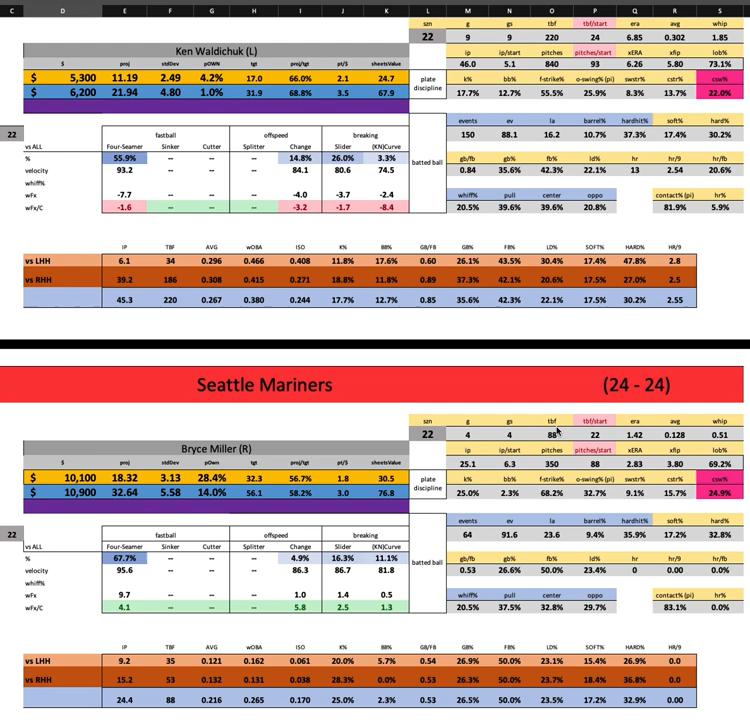 C D E F G H I J K L M N O P Q R S
szn g gs tbf tbf/start era avg whip
22 9 9 220 24 6.85 0.302 1.85
Ken Waldichuk (L) ip ip/start pitches pitches/start xERA xfip lob%
$ proj stdDev pOWN tgt proj/tgt pt/$ sheetsValue 46.0 5.1 840 93 6.26 5.80 73.1%
$ 5,300 11.19 2.49 4.2% 17.0 66.0% 2.1 24.7 plate discipline k% bb% f-strike% o-swing% (pi) swstr% cstr% csw%
$ 6,200 21.94 4.80 1.0% 31.9 68.8% 3.5 67.9 17.7% 12.7% 55.5% 25.9% 8.3% 13.7% 22.0%
events ev la barrel% hardhit% soft% hard%
22 fastball offspeed breaking 150 88.1 16.2 10.7% 37.3% 17.4% 30.2%
vs ALL Four-Seamer Sinker Cutter Splitter Change Slider (KN)Curve
% 55.9% -- -- -- 14.8% 26.0% 3.3% batted ball gb/fb gb% fb% ld% hr hr/9 hr/fb
velocity 93.2 -- -- -- 84.1 80.6 74.5 0.84 35.6% 42.3% 22.1% 13 2.54 20.6%
whiff%
wFx -7.7 -- -- -- -4.0 -3.7 -2.4 whiff% pull center oppo contact% (pi) hr%
wFx/C -1.6 -- -- -- -3.2 -1.7 -8.4 20.5% 39.6% 39.6% 20.8% 81.9% 5.9%
IP TBF AVG wOBA ISO K% BB% GB/FB GB% FB% LD% SOFT% HARD% HR/9
vs LHH 6.1 34 0.296 0.466 0.408 11.8% 17.6% 0.60 26.1% 43.5% 30.4% 17.4% 47.8% 2.8
vs RHH 39.2 186 0.308 0.415 0.271 18.8% 11.8% 0.89 37.3% 42.1% 20.6% 17.5% 27.0% 2.5
45.3 220 0.267 0.380 0.244 17.7% 12.7% 0.85 35.6% 42.3% 22.1% 17.5% 30.2% 2.55
Seattle Mariners (24 - 24)
szn g gs tbf tbf/start era avg whip
22 4 4 88 22 1.42 0.128 0.51
Bryce Miller (R) ip ip/start pitches pitches/start xERA xfip lob%
$ proj stdDev pOwn tgt proj/tgt pt/$ sheetsValue 25.1 6.3 350 88 2.83 3.80 69.2%
$ 10,100 18.32 3.13 28.4% 32.3 56.7% 1.8 30.5 plate discipline k% bb% f-strike% o-swing% (pi) swstr% cstr% csw%
$ 10,900 32.64 5.58 14.0% 56.1 58.2% 3.0 76.8 25.0% 2.3% 68.2% 32.7% 9.1% 15.7% 24.9%
events ev la barrel% hardhit% soft% hard%
22 fastball offspeed breaking 64 91.6 23.6 9.4% 35.9% 17.2% 32.8%
vs ALL Four-Seamer Sinker Cutter Splitter Change Slider (KN)Curve
% 67.7% -- -- -- 4.9% 16.3% 11.1% batted ball gb/fb gb% fb% ld% hr hr/9 hr/fb
velocity 95.6 -- -- -- 86.3 86.7 81.8 0.53 26.6% 50.0% 23.4% 0 0.00 0.0%
whiff%
wFx 9.7 -- -- -- 1.0 1.4 0.5 whiff% pull center oppo contact% (pi) hr%
wFx/C 4.1 -- -- -- 5.8 2.5 1.3 20.5% 37.5% 32.8% 29.7% 83.1% 0.0%
IP TBF AVG wOBA ISO K% BB% GB/FB GB% FB% LD% SOFT% HARD% HR/9
vs LHH 9.2 35 0.121 0.162 0.061 20.0% 5.7% 0.54 26.9% 50.0% 23.1% 15.4% 26.9% 0.0
vs RHH 15.2 53 0.132 0.131 0.038 28.3% 0.0% 0.53 26.3% 50.0% 23.7% 18.4% 36.8% 0.0
24.4 88 0.216 0.265 0.170 25.0% 2.3% 0.53 26.5% 50.0% 23.5% 17.2% 32.9% 0.00